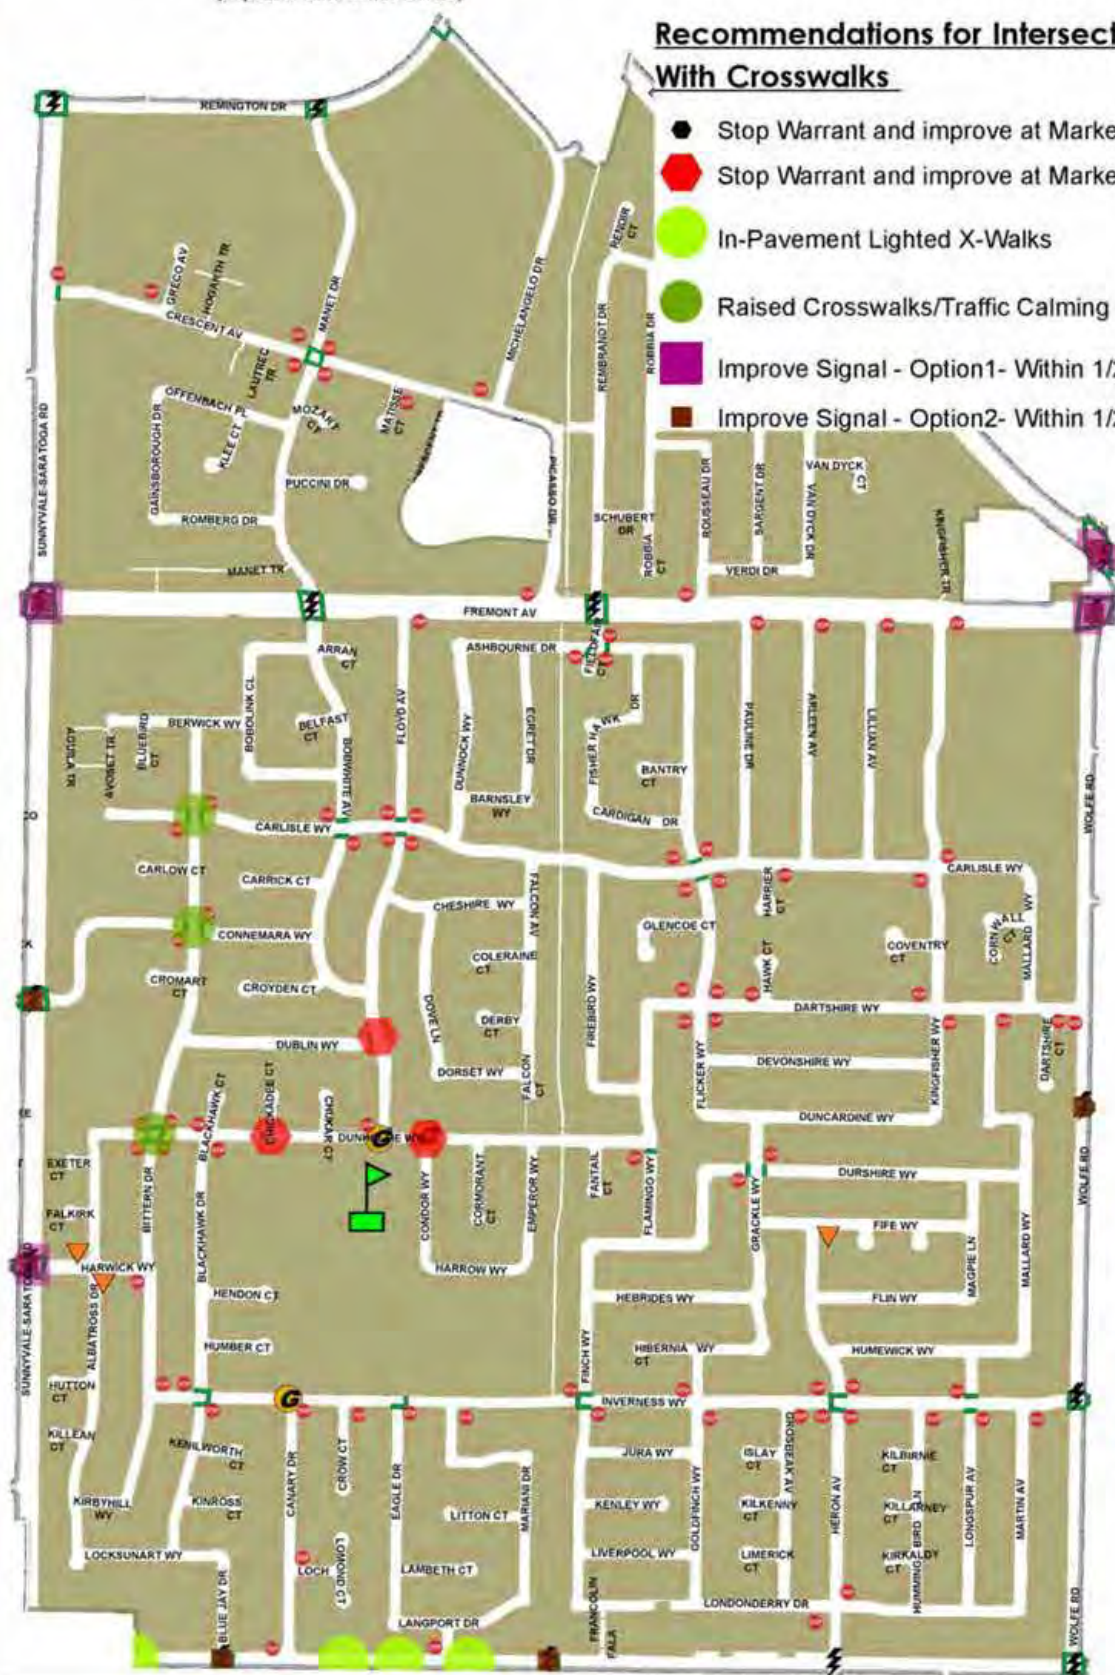 Recommendations for Intersect
With Crosswalks
Stop Warrant and improve at Marke
Stop Warrant and improve at Marke
In-Pavement Lighted X-Walks
Raised Crosswalks/Traffic Calming
Improve Signal - Option1- Within 1/2
Improve Signal - Option2- Within 1/2
REMINGTON DR
RENOIR
CT
GRECO AV
HOGARTH TR
MANET DR
MICHELANGELO DR
REMBRANDT DR
ROBBIA DR
CRESCENT AV
LAUTREC
TR
OFFENBACH PL
MOZART
CT
MATISSE
CT
GAINSBOROUGH DR
KLEE CT
SUNNYVALE-SARATOGA RD
PUCCINI DR
PICASSO DR
ROUSSEAU DR
SARGENT DR
VAN DYCK
CT
VAN DYCK DR
ROMBERG DR
SCHUBERT
DR
ROBBIA
CT
KINGFISHER TR
MANET TR
VERDI DR
FREMONT AV
ARRAN
CT
ASHBOURNE DR
FIELDFAIR
CT
BOBOLINK CL
BELFAST
CT
BERWICK WY
BLUEBIRD
CT
AQUILA TR
AVOSET TR
BOBWHITE AV
FLOYD AV
DUNNOCK WY
EGRET DR
FISHER HAWK
DR
PAULINE DR
ARLEEN AV
LILLIAN AV
WOLFE RD
BANTRY
CT
BARNSLEY
WY
CARDIGAN DR
CARLISLE WY
CARLOW CT
CARRICK CT
CARLISLE WY
CHESHIRE WY
FALCON AV
HARRIER
CT
GLENCOE CT
CONNEMARA WY
COLERAINE
CT
HAWK CT
COVENTRY
CT
CORNWALL
CT
MALLARD WY
CROMART
CT
CROYDEN CT
DOVE LN
DERBY
CT
FIREBIRD WY
DARTSHIRE WY
DUBLIN WY
DORSET WY
FALCON
CT
FLICKER WY
DEVONSHIRE WY
KINGFISHER WY
DARTSHIRE
CT
BLACKHAWK CT
CHICKADEE CT
CHUKAR CT
DUNCARDINE WY
G
EXETER
CT
FALKIRK
CT
BITTERN DR
BLACKHAWK DR
CONDOR WY
CORMORANT
CT
EMPEROR WY
FANTAIL
CT
FLAMINGO WY
GRACKLE WY
DURSHIRE WY
FIFE WY
WOLFE RD
MAGPIE LN
MALLARD WY
HARWICK WY
HARROW WY
SUNNYVALE-SARATOGA RD
ALBATROSS DR
HENDON CT
HEBRIDES WY
FLIN WY
HUMBER CT
FINCH WY
HIBERNIA WY
CT
HUMEWICK WY
HUTTON
CT
G
INVERNESS WY
KILLEAN
CT
KENILWORTH
CT
CANARY DR
CROW CT
EAGLE DR
MARIANI DR
JURA WY
GOLDFINCH WY
ISLAY
CT
GROSBEAK AV
HERON AV
KILBIRNIE
CT
LONGSPUR AV
MARTIN AV
KIRBYHILL
WY
KINROSS
CT
LITTON CT
KENLEY WY
KILKENNY
CT
KILLARNEY
CT
HUMMINGBIRD LN
LOCKSUNART WY
LOCH
LOMOND CT
LAMBETH CT
LIVERPOOL WY
LIMERICK
CT
KIRKALDY
CT
BLUE JAY DR
LANGPORT DR
FRANCOLIN
FALA
LONDONDERRY DR
WOLFE RD